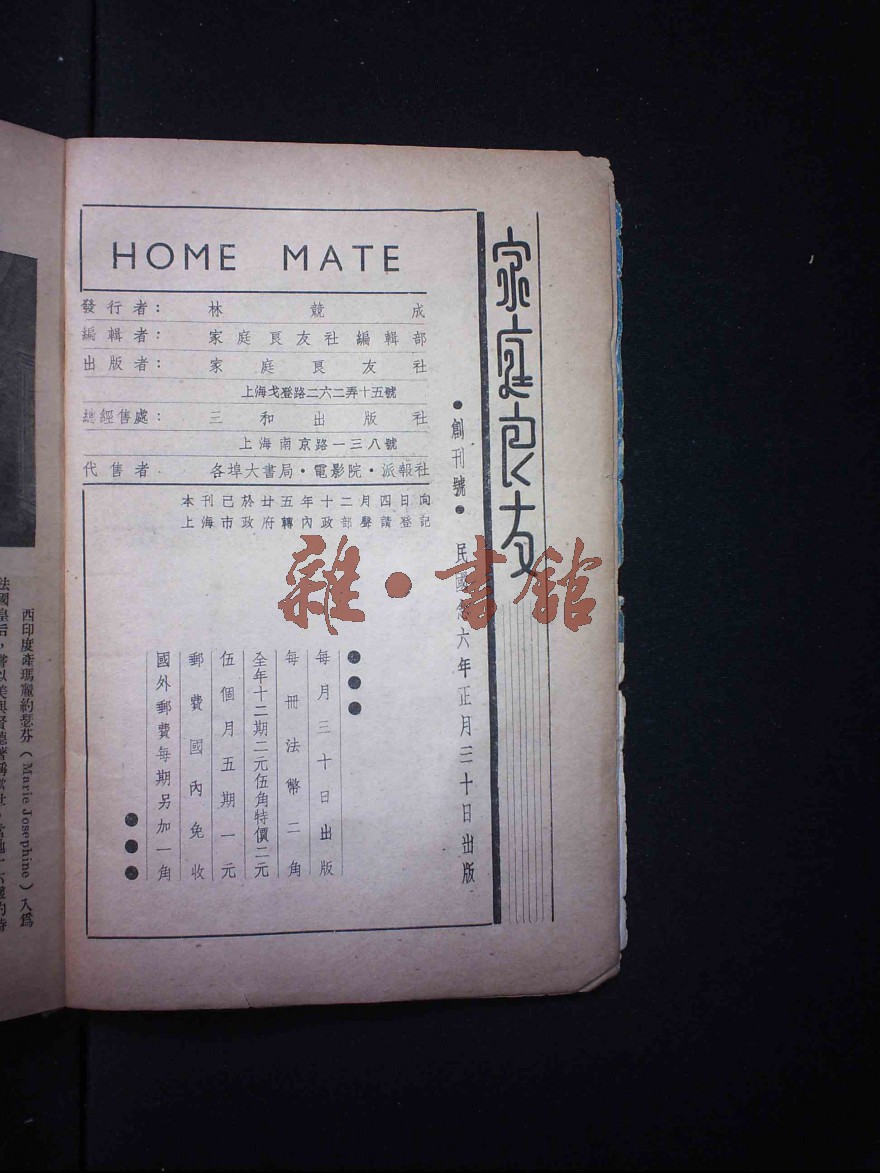 家庭良友
●創刊號● 民國念六年正月三十日出版
HOME MATE
發行者： 林競成
編輯者： 家庭良友社編輯部
出版者： 家庭良友社
上海戈登路二六二弄十五號
總經售處： 三和出版社
上海南京路一三八號
代售者 各埠大書局·電影院·派報社
本刊已於廿五年十二月四日向
上海市政府轉內政部聲請登記
●●●
每月三十日出版
每冊法幣二角
全年十二期二元伍角特價二元
伍個月五期一元
郵費國內免收
國外郵費每期另加一角
●●●
雜·書館
西印度產瑪麗約瑟芬（Marie Josephine）入為